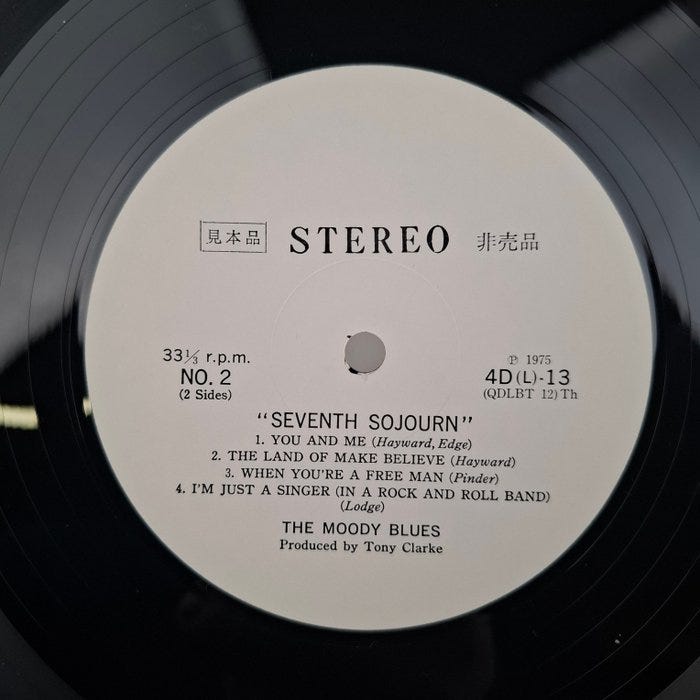 見本品 STEREO 非売品
33⅓ r.p.m.
NO. 2
(2 Sides)
℗ 1975
4D(L)-13
(QDLBT 12) Th
“SEVENTH SOJOURN”
1. YOU AND ME (Hayward, Edge)
2. THE LAND OF MAKE BELIEVE (Hayward)
3. WHEN YOU'RE A FREE MAN (Pinder)
4. I'M JUST A SINGER (IN A ROCK AND ROLL BAND)
(Lodge)
THE MOODY BLUES
Produced by Tony Clarke